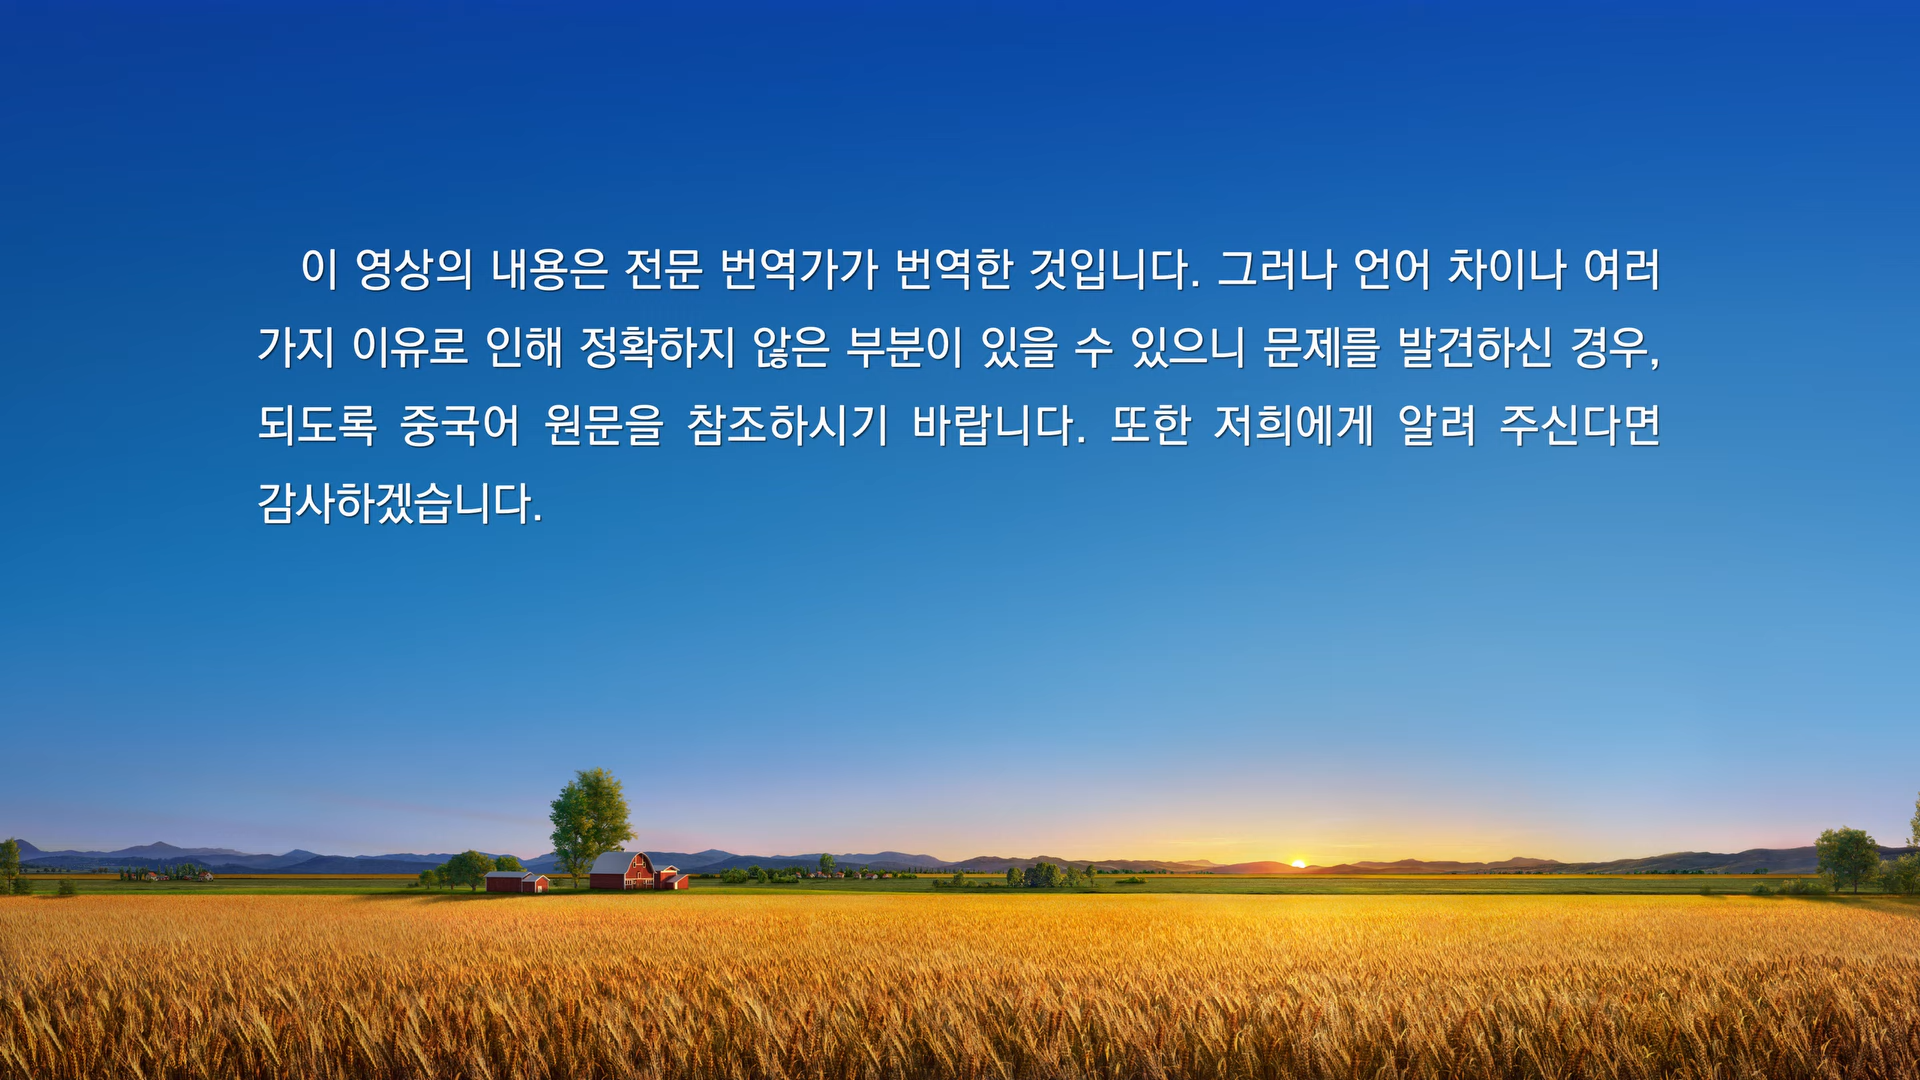 이 영상의 내용은 전문 번역가가 번역한 것입니다. 그러나 언어 차이나 여러
가지 이유로 인해 정확하지 않은 부분이 있을 수 있으니 문제를 발견하신 경우,
되도록 중국어 원문을 참조하시기 바랍니다. 또한 저희에게 알려 주신다면
감사하겠습니다.